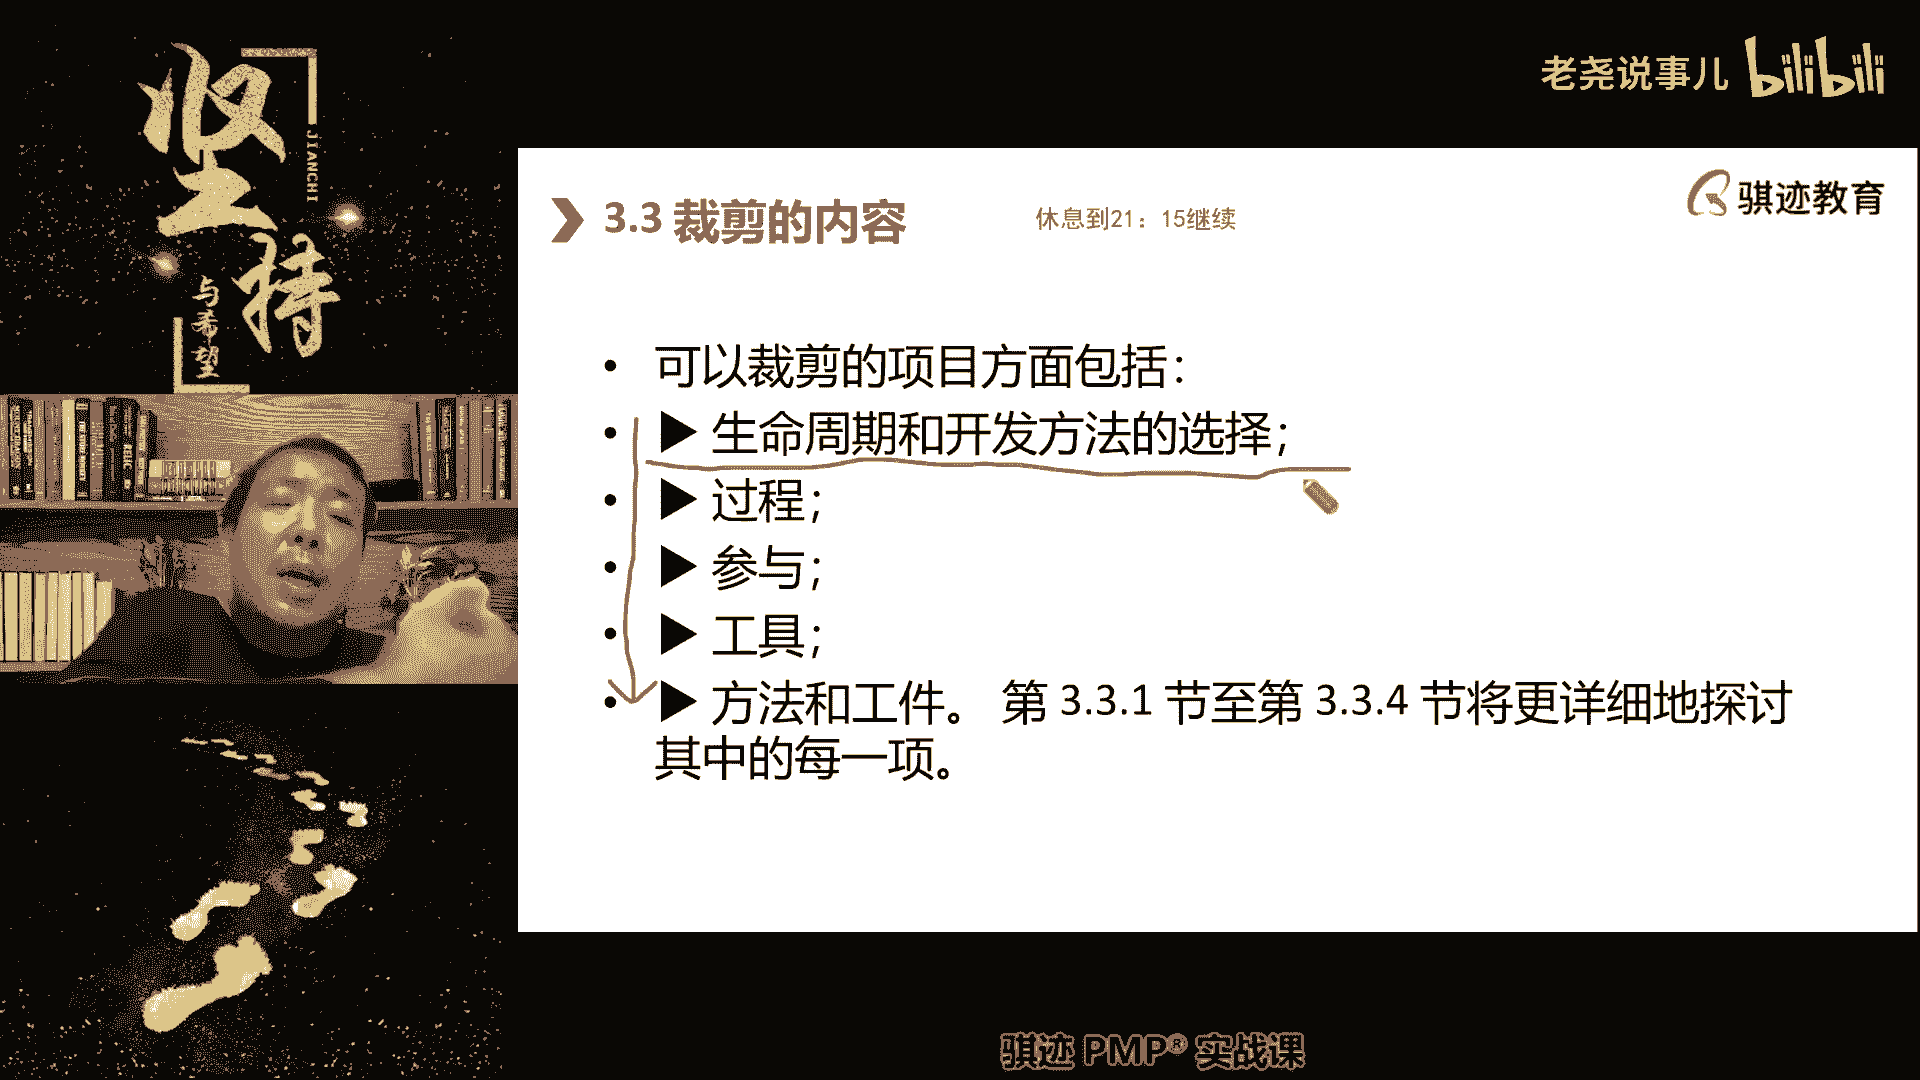 坚持
JIANCHI
与希望
老尧说事儿 bilibili
骐迹教育
3.3 裁剪的内容
休息到21：15继续
• 可以裁剪的项目方面包括：
• ▶ 生命周期和开发方法的选择；
• ▶ 过程；
• ▶ 参与；
• ▶ 工具；
• ▶ 方法和工件。 第 3.3.1 节至第 3.3.4 节将更详细地探讨
其中的每一项。
骐迹 PMP® 实战课